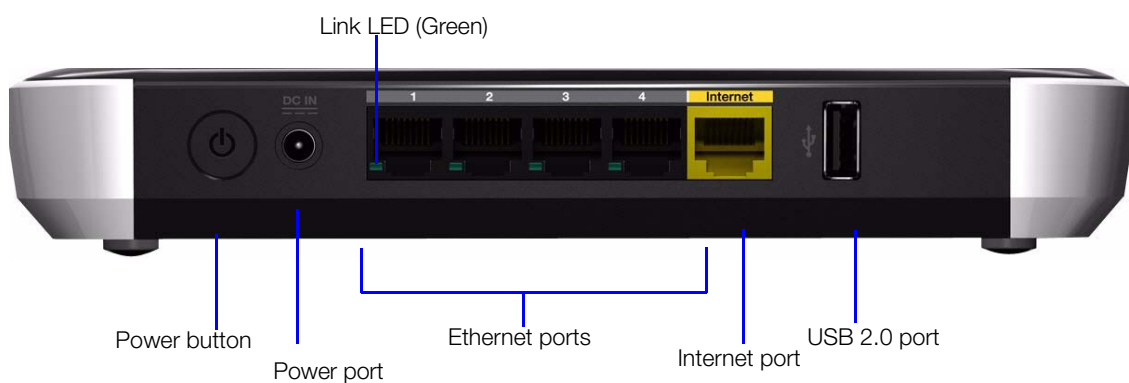 Link LED (Green)
DC IN
1 2 3 4 Internet
Power button
Power port
Ethernet ports
Internet port
USB 2.0 port